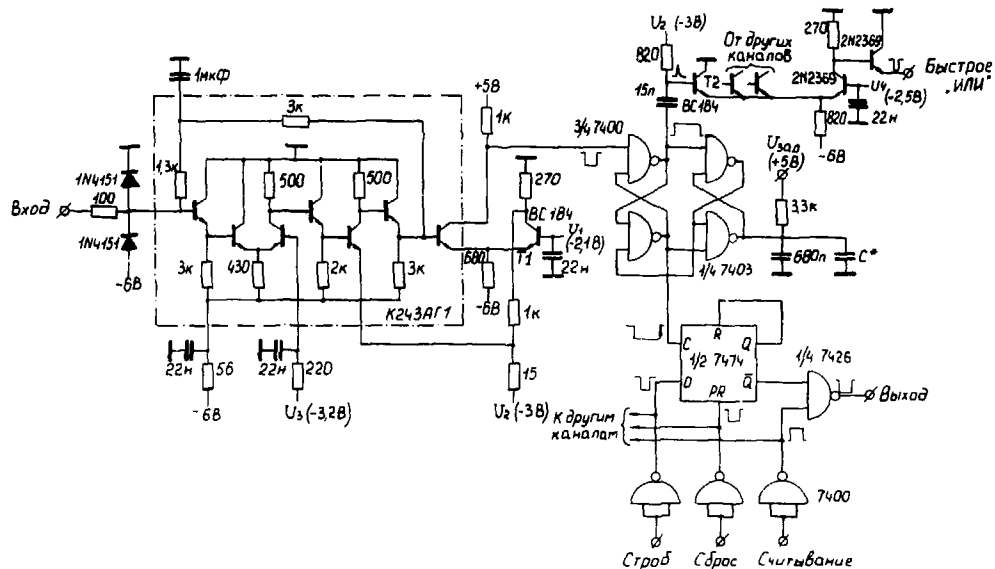 U₂ (-3В)
820
От других
каналов
15п
T2
BC184
270
2N2369
2N2369
Быстрое
"ИЛИ"
U4
(-2,5В)
22н
820
-6В
1мкФ
3к
1,3к
+5В
1к
3/4 7400
500
500
1N4151
100
Вход
1N4151
-6В
3к
430
2к
3к
К243АГ1
680
-6В
270
BC184
U₁
(-2,1В)
T1
22н
1к
15
U₂ (-3В)
22н
56
-6В
22н
220
U₃ (-3,2В)
Uзад
(+5В)
3,3к
680п
C*
1/4 7403
R
C
Q
1/2 7474
D
PR
Q̅
1/4 7426
Выход
К другим
каналам
7400
Строб
Сброс
Считывание